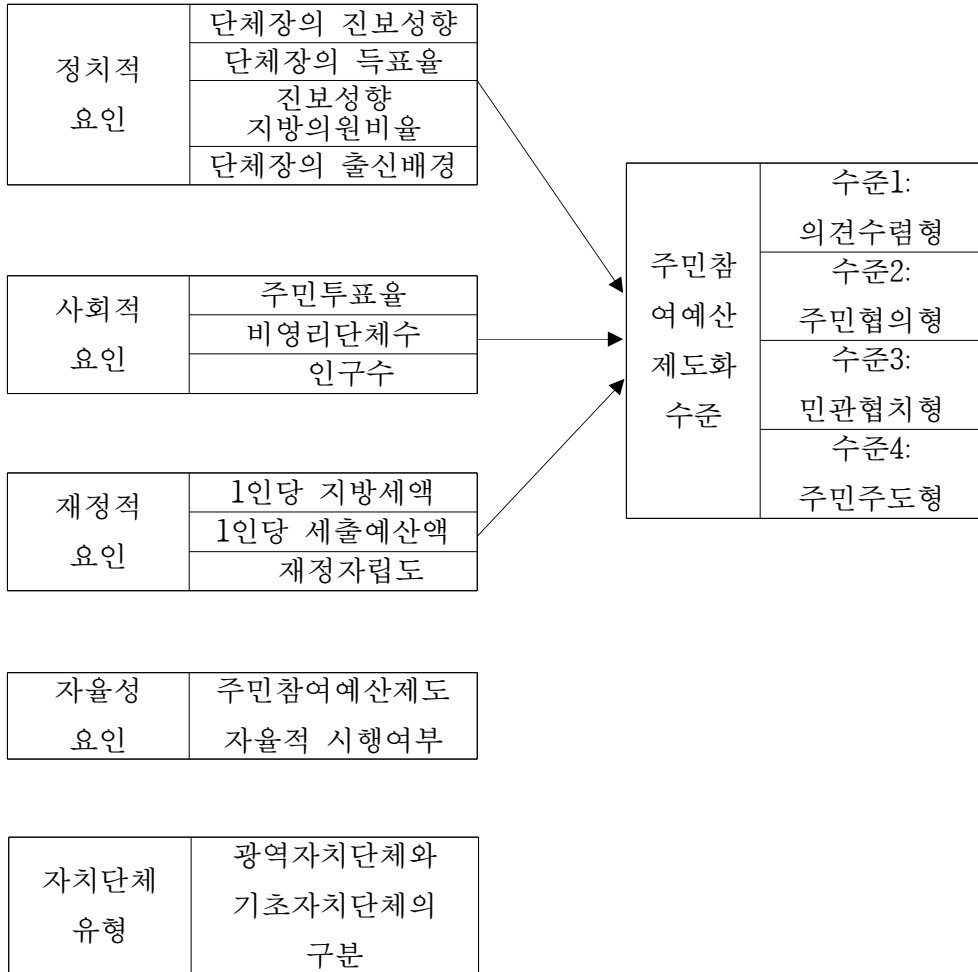 정치적
요인
단체장의 진보성향
단체장의 득표율
진보성향
지방의원비율
단체장의 출신배경
사회적
요인
주민투표율
비영리단체수
인구수
재정적
요인
1인당 지방세액
1인당 세출예산액
재정자립도
자율성
요인
주민참여예산제도
자율적 시행여부
자치단체
유형
광역자치단체와
기초자치단체의
구분
주민참
여예산
제도화
수준
수준1:
의견수렴형
수준2:
주민협의형
수준3:
민관협치형
수준4:
주민주도형